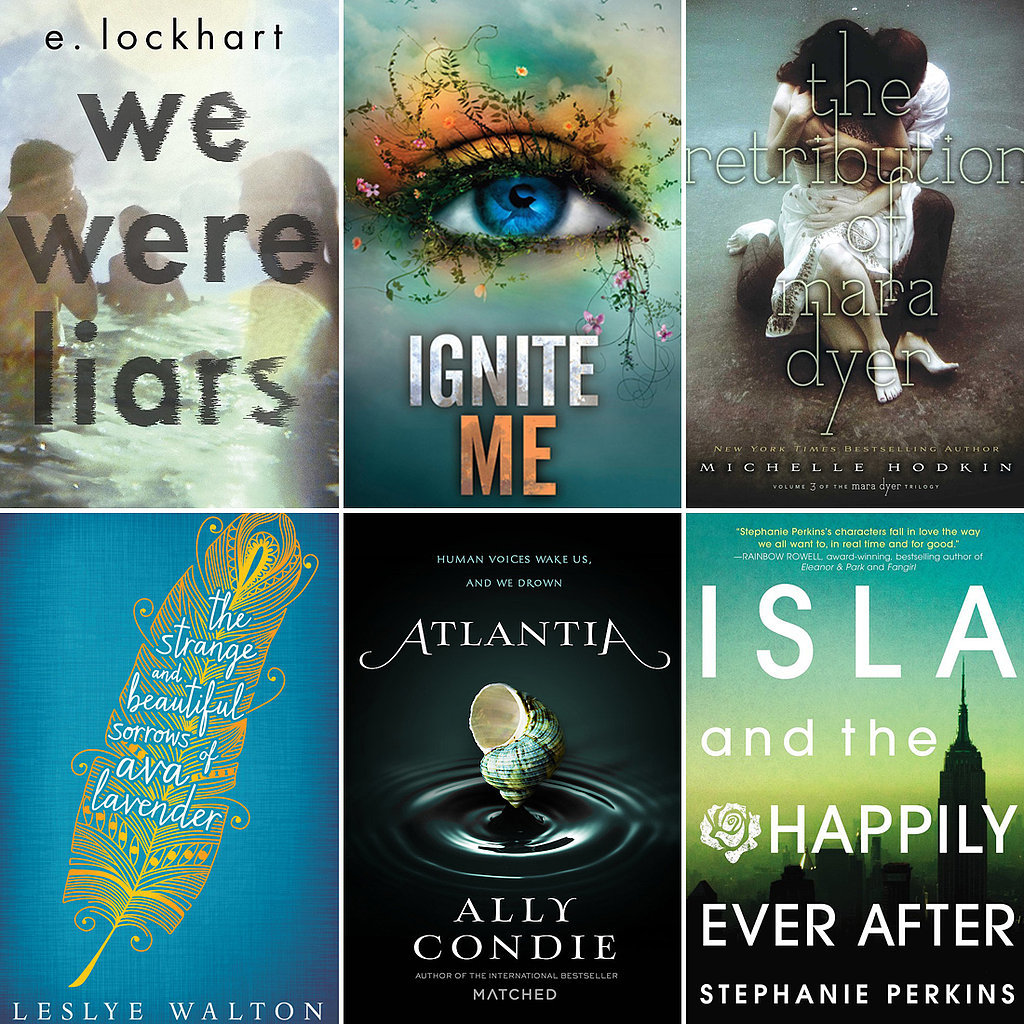 e. lockhart
we
were
liars
IGNITE
ME
the
retribution
of
mara
dyer
NEW YORK TIMES BESTSELLING AUTHOR
MICHELLE HODKIN
VOLUME 3 OF THE mara dyer TRILOGY
the
strange
and
beautiful
sorrows
of
ava
lavender
LESLYE WALTON
HUMAN VOICES WAKE US,
AND WE DROWN
ATLANTIA
ALLY
CONDIE
AUTHOR OF THE INTERNATIONAL BESTSELLER
MATCHED
“Stephanie Perkins’s characters fall in love the way
we all want to, in real time and for good.”
—RAINBOW ROWELL, award-winning, bestselling author of
Eleanor & Park and Fangirl
ISLA
and the
HAPPILY
EVER AFTER
STEPHANIE PERKINS